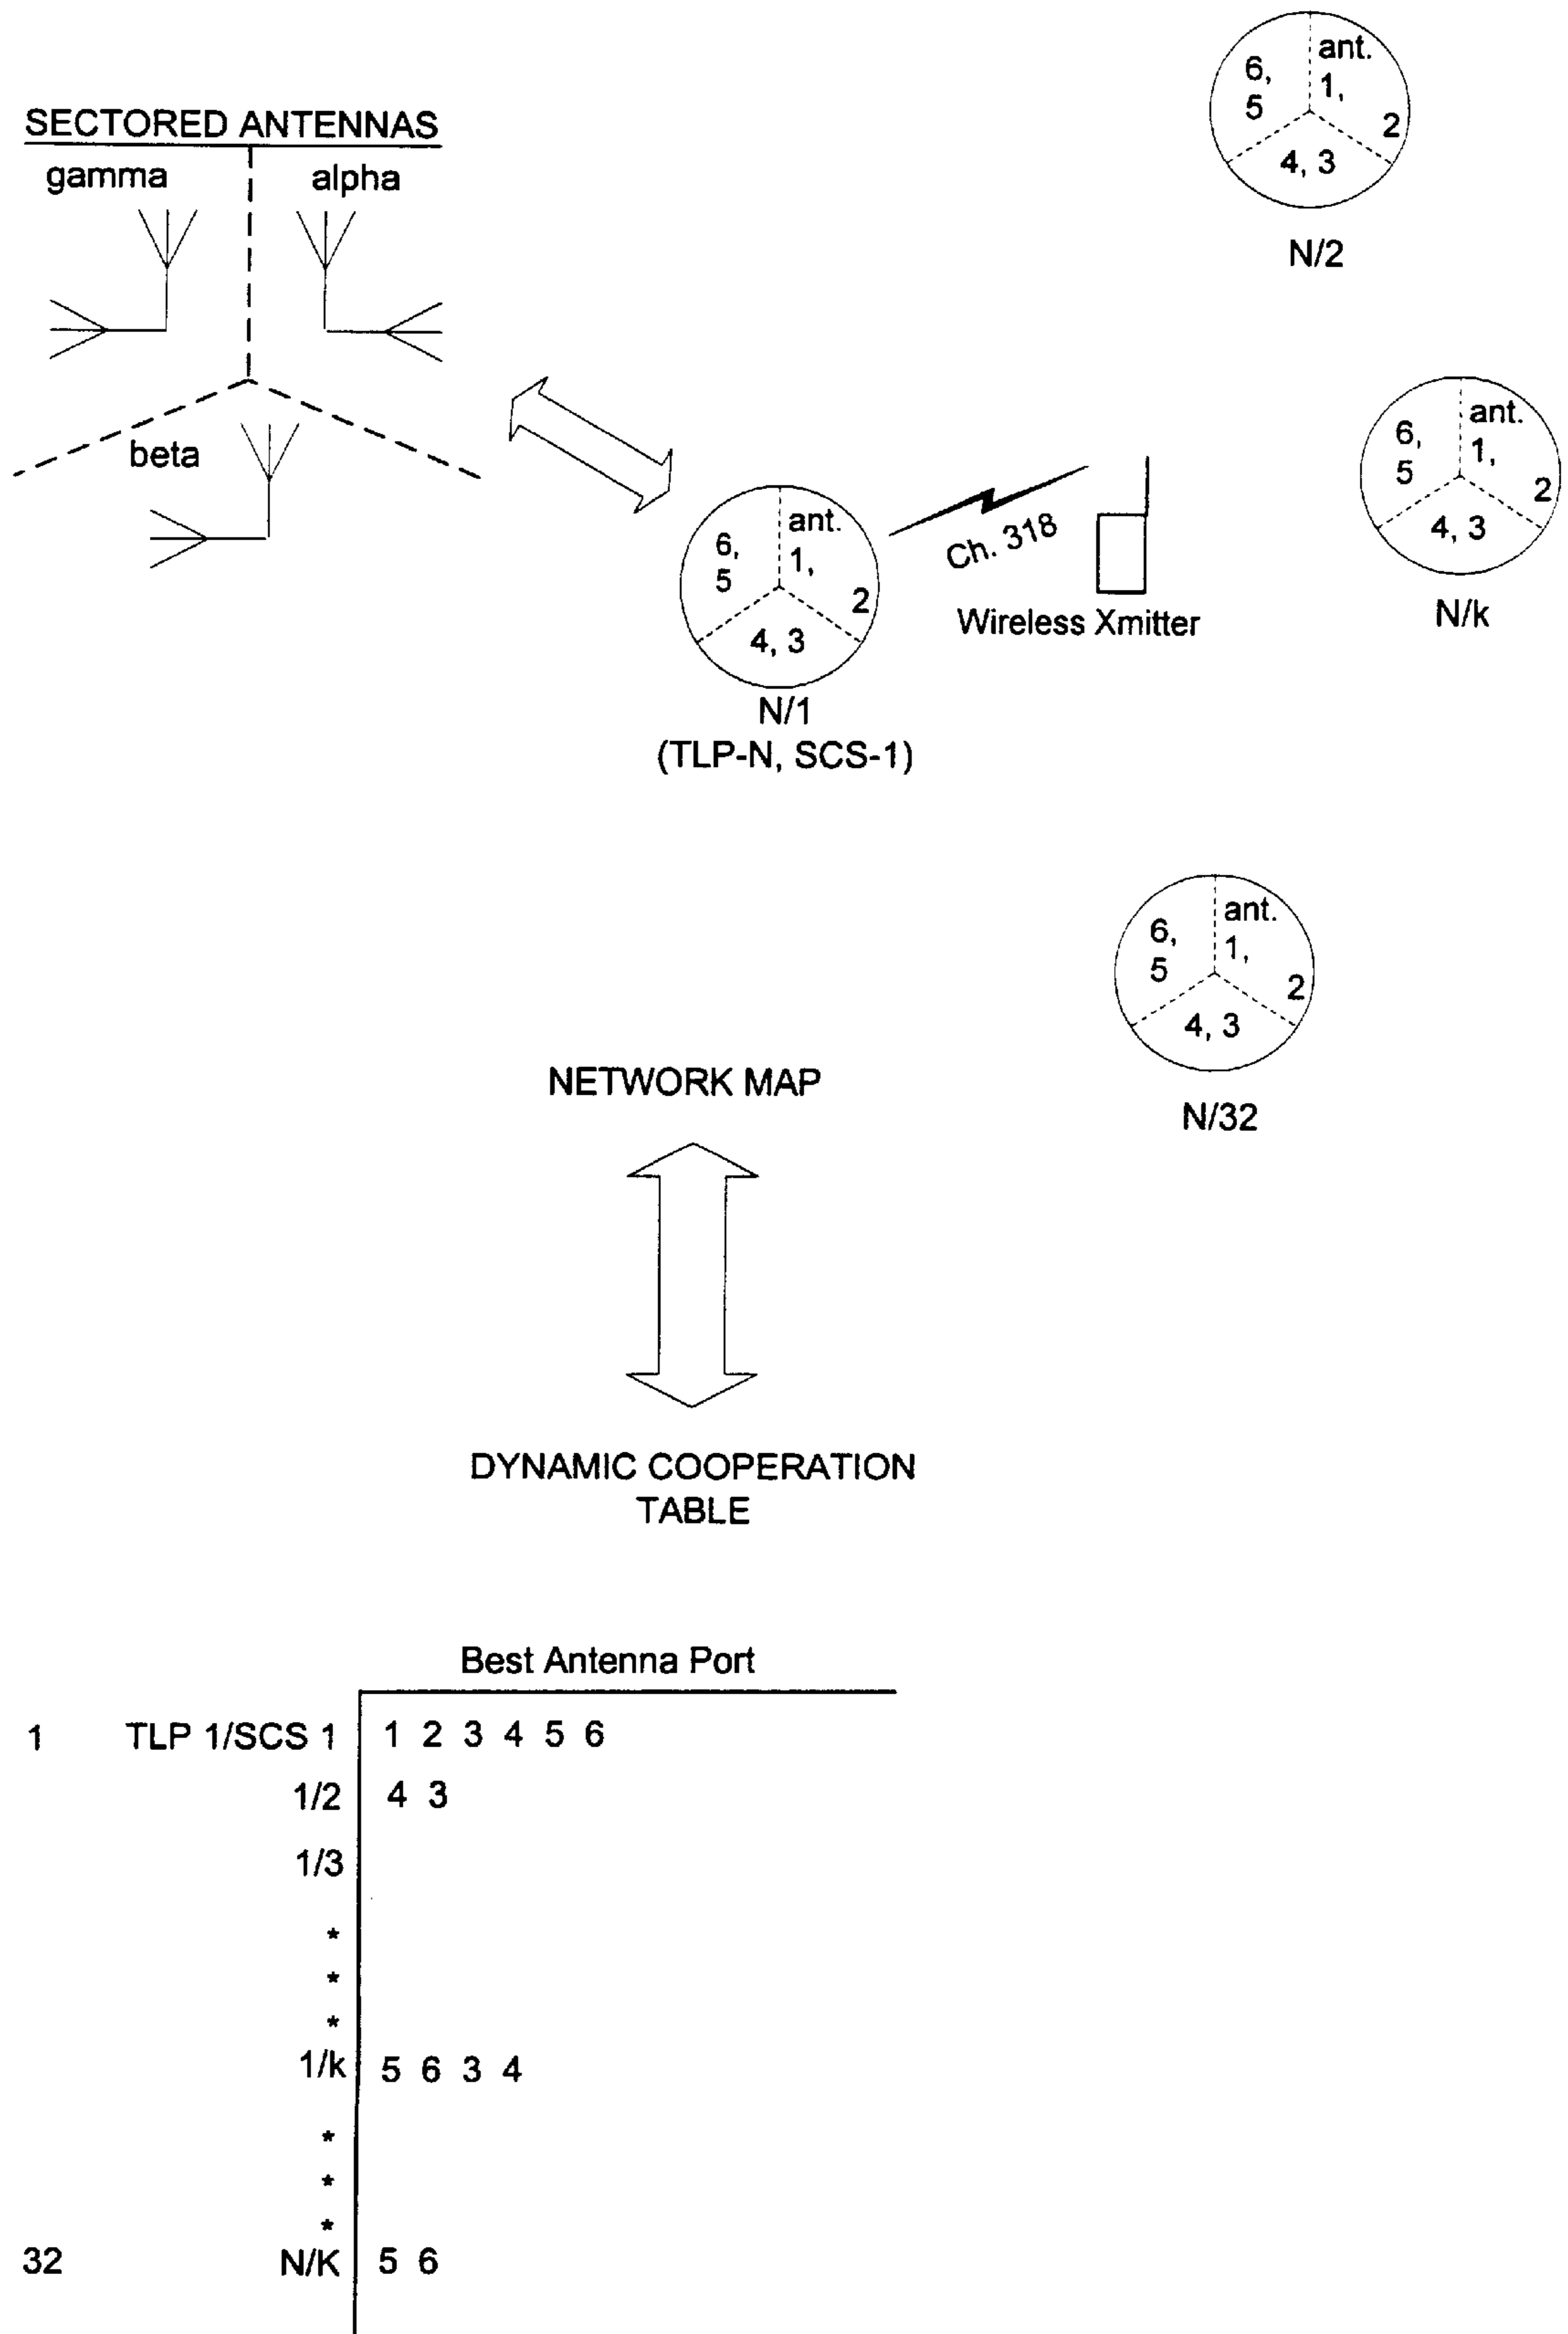 SECTORED ANTENNAS
gamma
alpha
beta
ant.
6,
1,
5
2
4, 3
N/2
ant.
6,
1,
5
2
4, 3
N/k
ant.
6,
1,
5
2
4, 3
N/1
(TLP-N, SCS-1)
Ch. 318
Wireless Xmitter
ant.
6,
1,
5
2
4, 3
N/32
NETWORK MAP
DYNAMIC COOPERATION
TABLE
Best Antenna Port
1 TLP 1/SCS 1 1 2 3 4 5 6
1/2 4 3
1/3
*
*
*
1/k 5 6 3 4
*
*
*
32 N/K 5 6